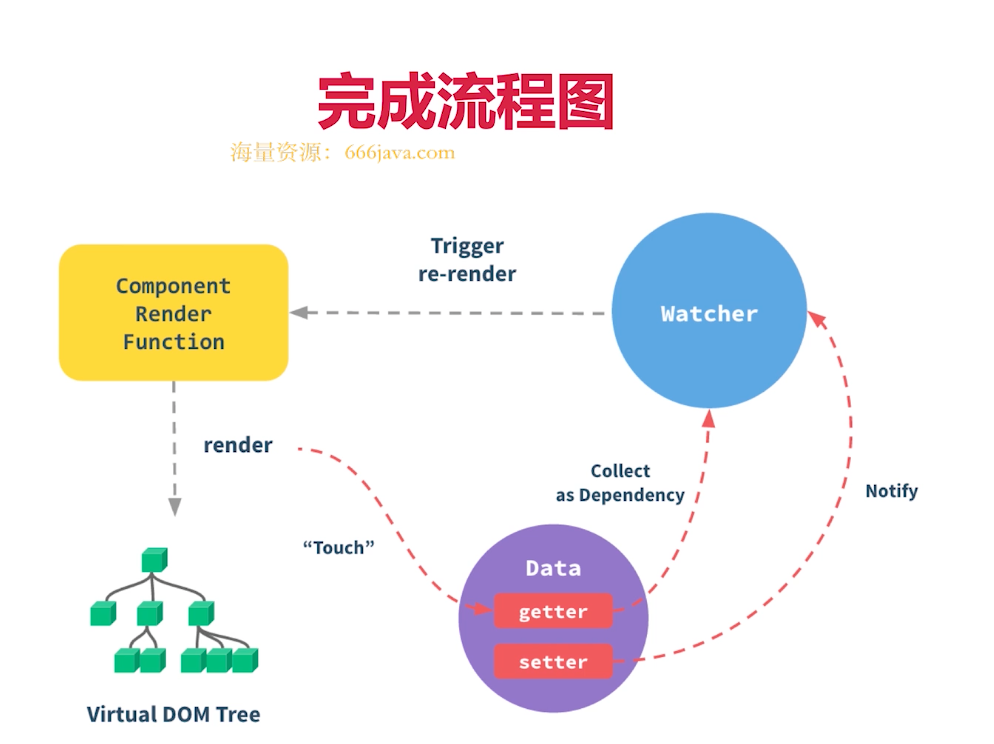 完成流程图
海量资源：666java.com
Trigger
re-render
Component
Render
Function
Watcher
render
Collect
as Dependency
Notify
“Touch”
Data
getter
setter
Virtual DOM Tree